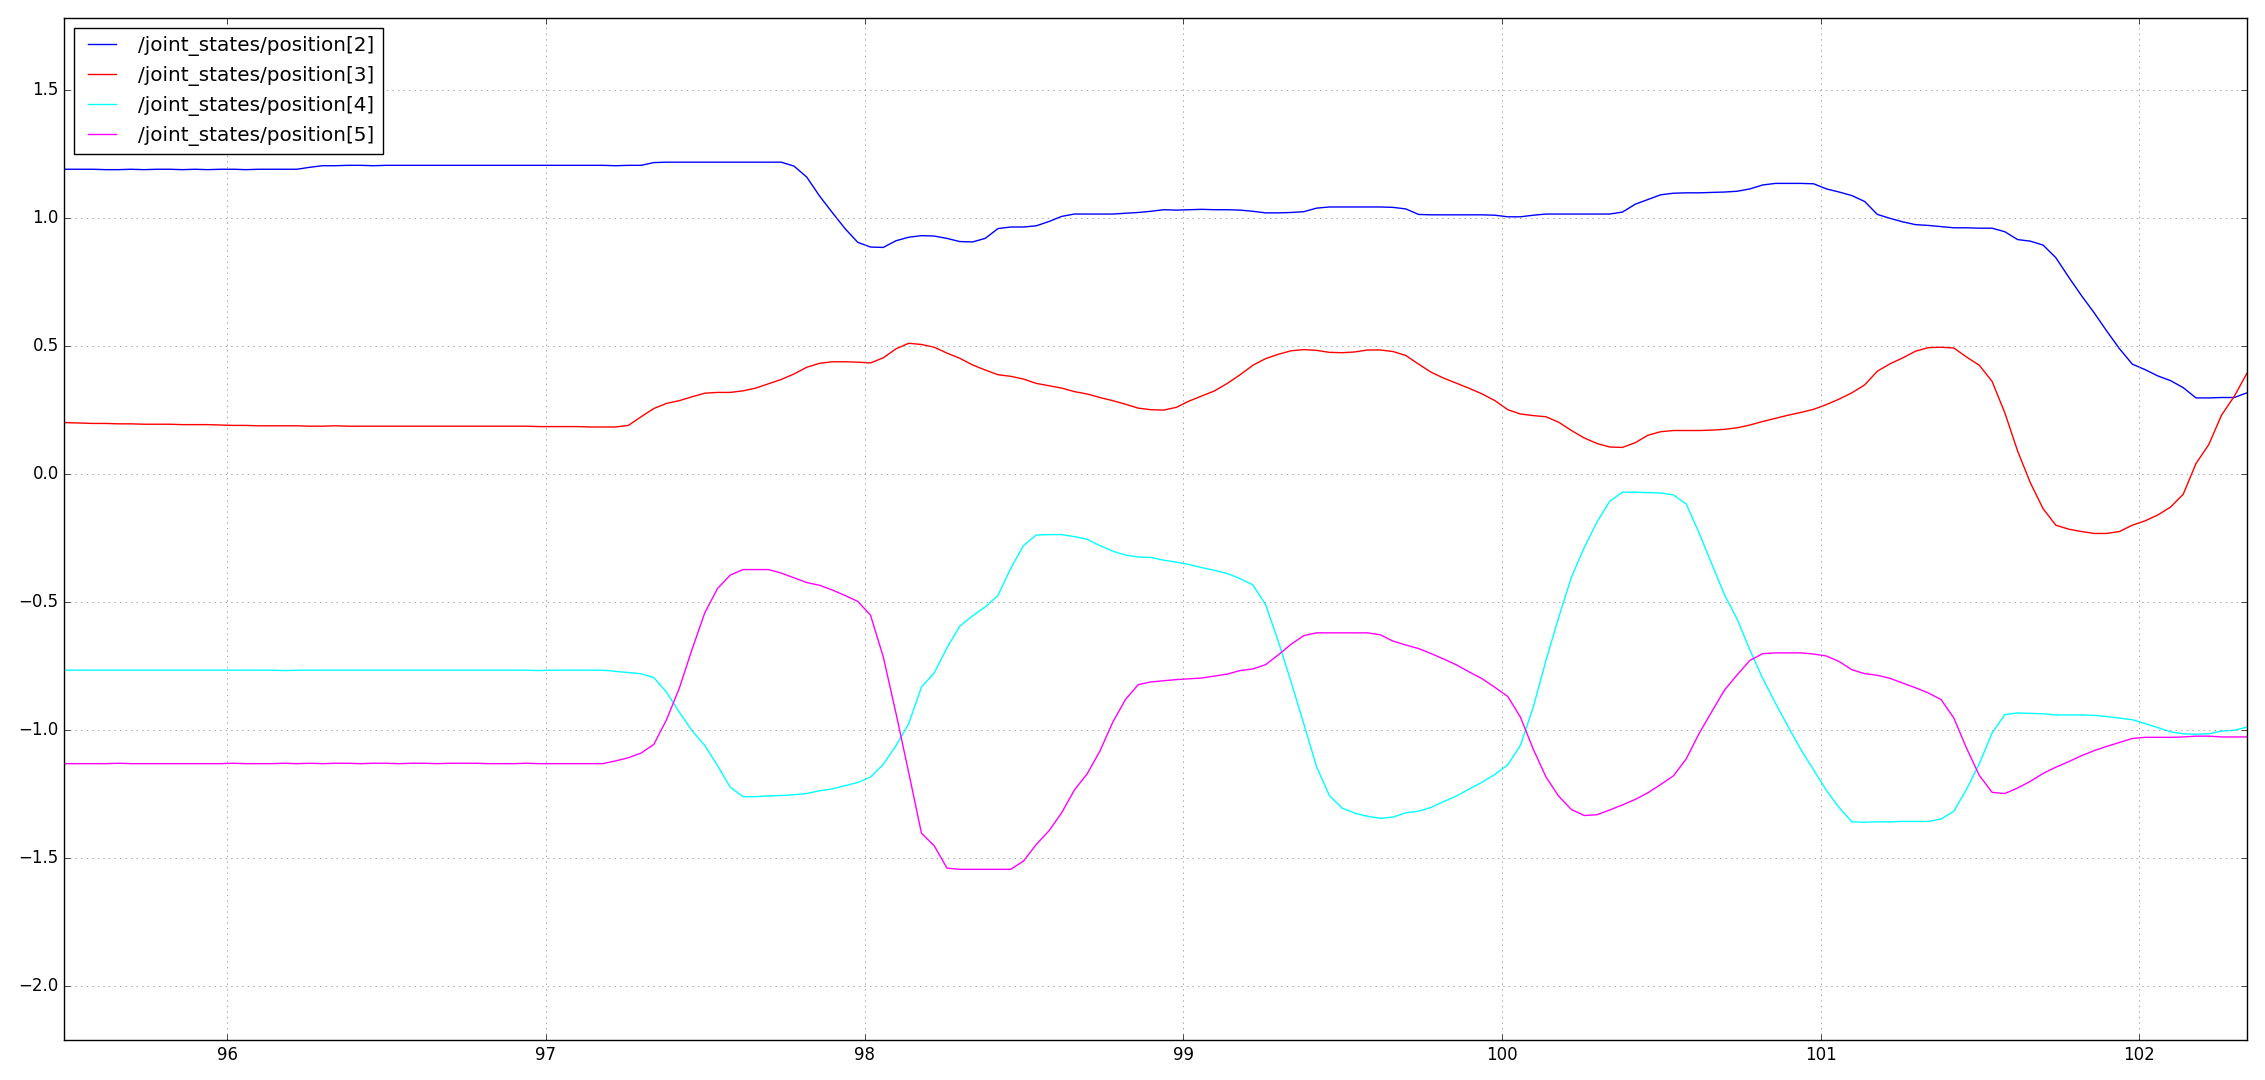 /joint_states/position[2]
/joint_states/position[3]
/joint_states/position[4]
/joint_states/position[5]
1.5
1.0
0.5
0.0
−0.5
−1.0
−1.5
−2.0
96 97 98 99 100 101 102